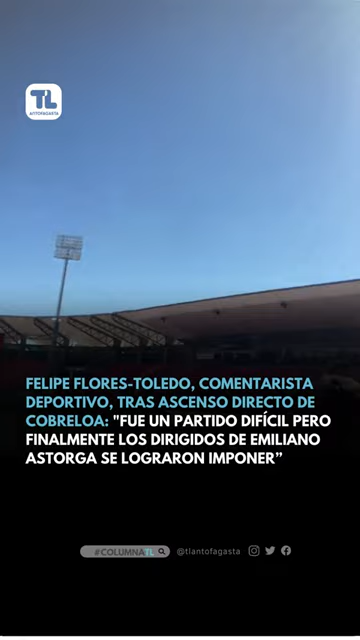 TL
ANTOFAGASTA
FELIPE FLORES-TOLEDO, COMENTARISTA
DEPORTIVO, TRAS ASCENSO DIRECTO DE
COBRELOA: "FUE UN PARTIDO DIFÍCIL PERO
FINALMENTE LOS DIRIGIDOS DE EMILIANO
ASTORGA SE LOGRARON IMPONER”
#COLUMNATL @tlantofagasta